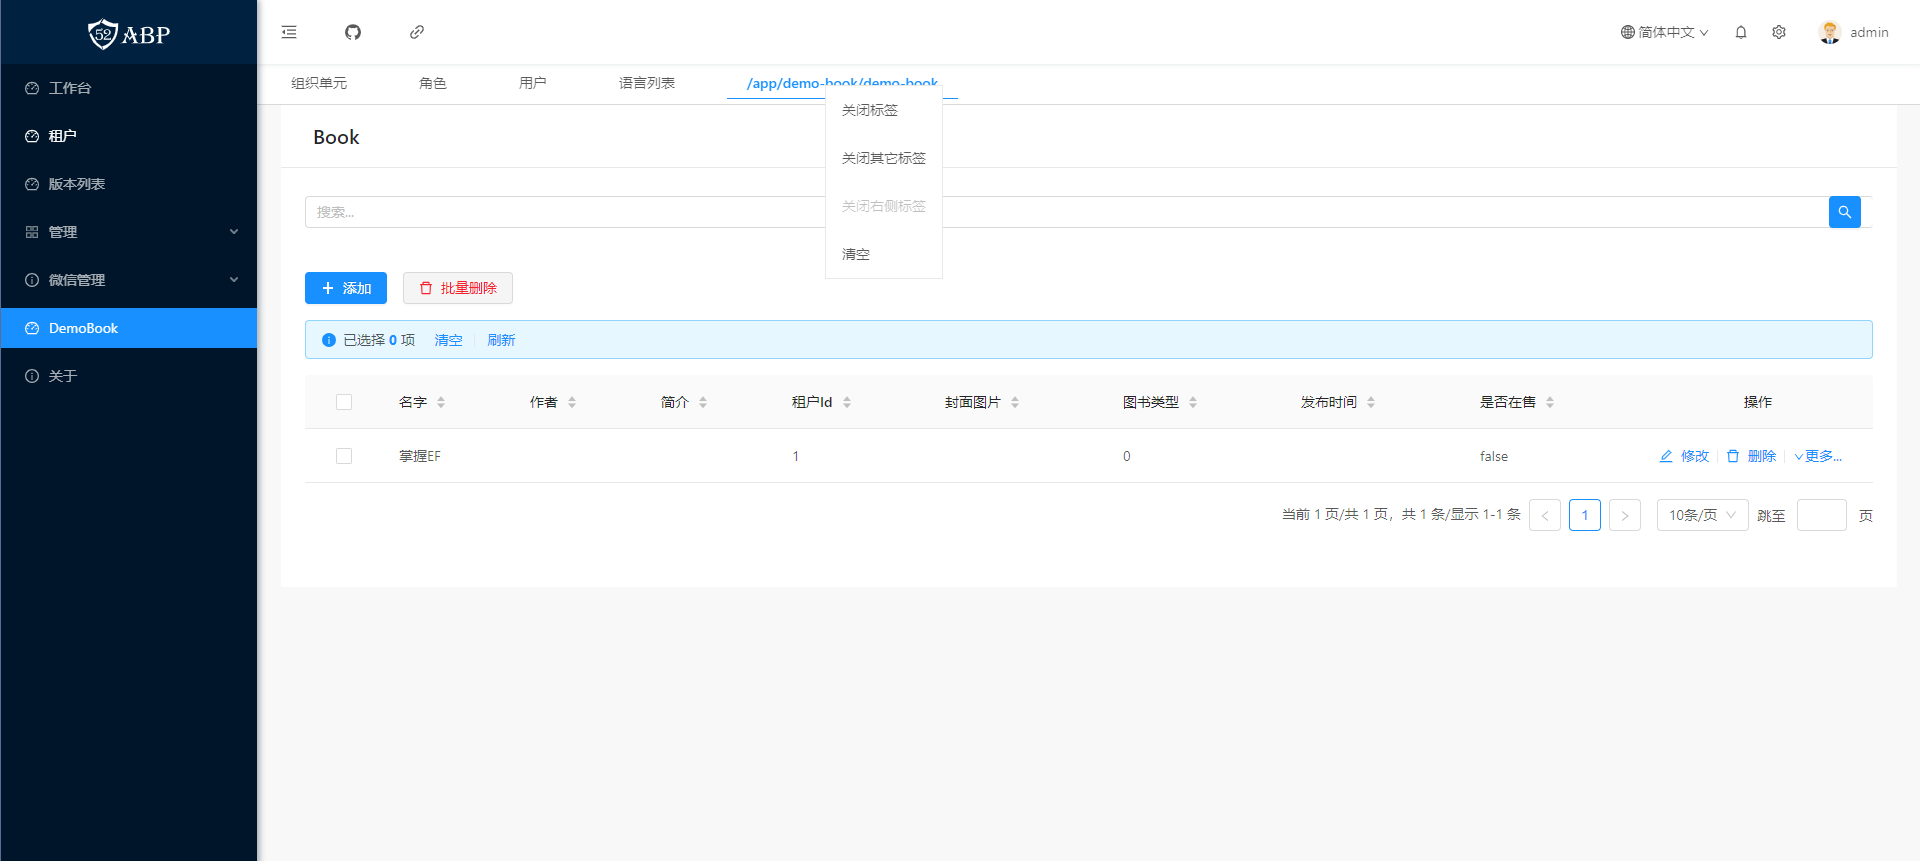 52 ABP
简体中文
admin
工作台
租户
版本列表
管理
微信管理
DemoBook
关于
组织单元 角色 用户 语言列表 /app/demo-book/demo-book
关闭标签
关闭其它标签
关闭右侧标签
清空
Book
搜索...
添加 批量删除
已选择 0 项 清空 刷新
名字 作者 简介 租户Id 封面图片 图书类型 发布时间 是否在售 操作
掌握EF 1 0 false 修改 删除 更多...
当前 1 页/共 1 页，共 1 条/显示 1-1 条 < 1 > 10条/页 跳至 页